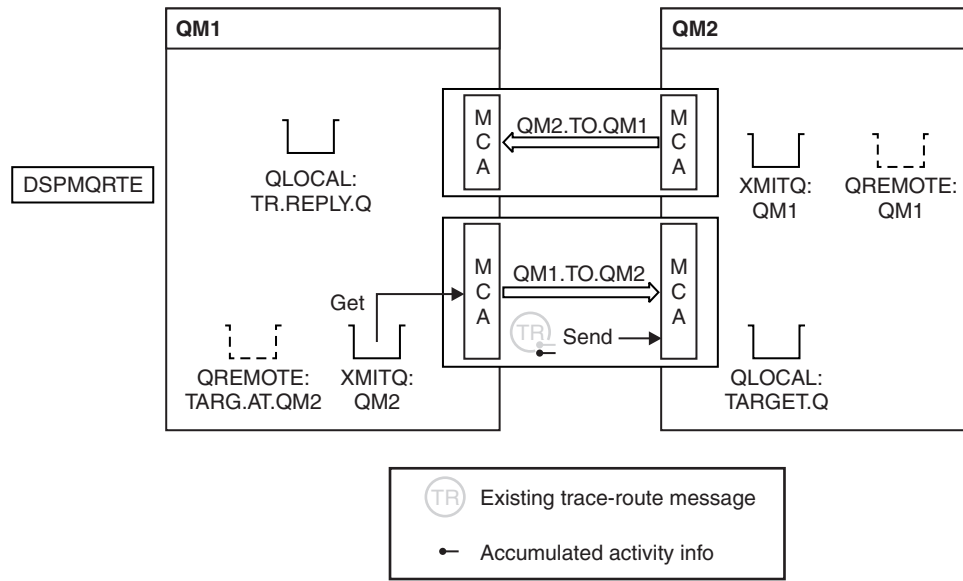 QM1
QM2
M
C
A
QM2.TO.QM1
M
C
A
DSPMQRTE
QLOCAL:
TR.REPLY.Q
XMITQ:
QM1
QREMOTE:
QM1
M
C
A
QM1.TO.QM2
M
C
A
Get
TR
Send
QREMOTE:
TARG.AT.QM2
XMITQ:
QM2
QLOCAL:
TARGET.Q
TR Existing trace-route message
Accumulated activity info